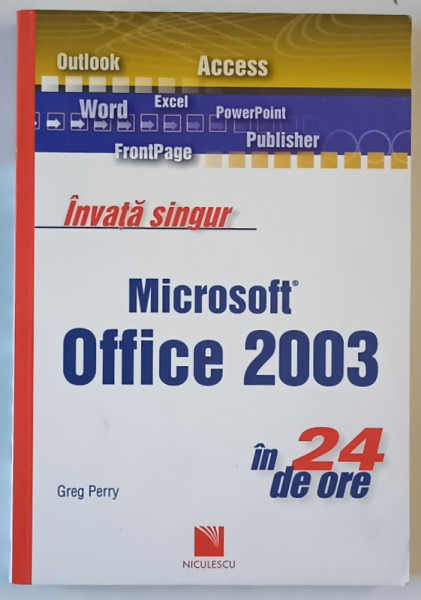 Outlook
Access
Word
Excel
PowerPoint
Publisher
FrontPage
Învață singur
Microsoft®
Office 2003
în 24
de ore
Greg Perry
NICULESCU